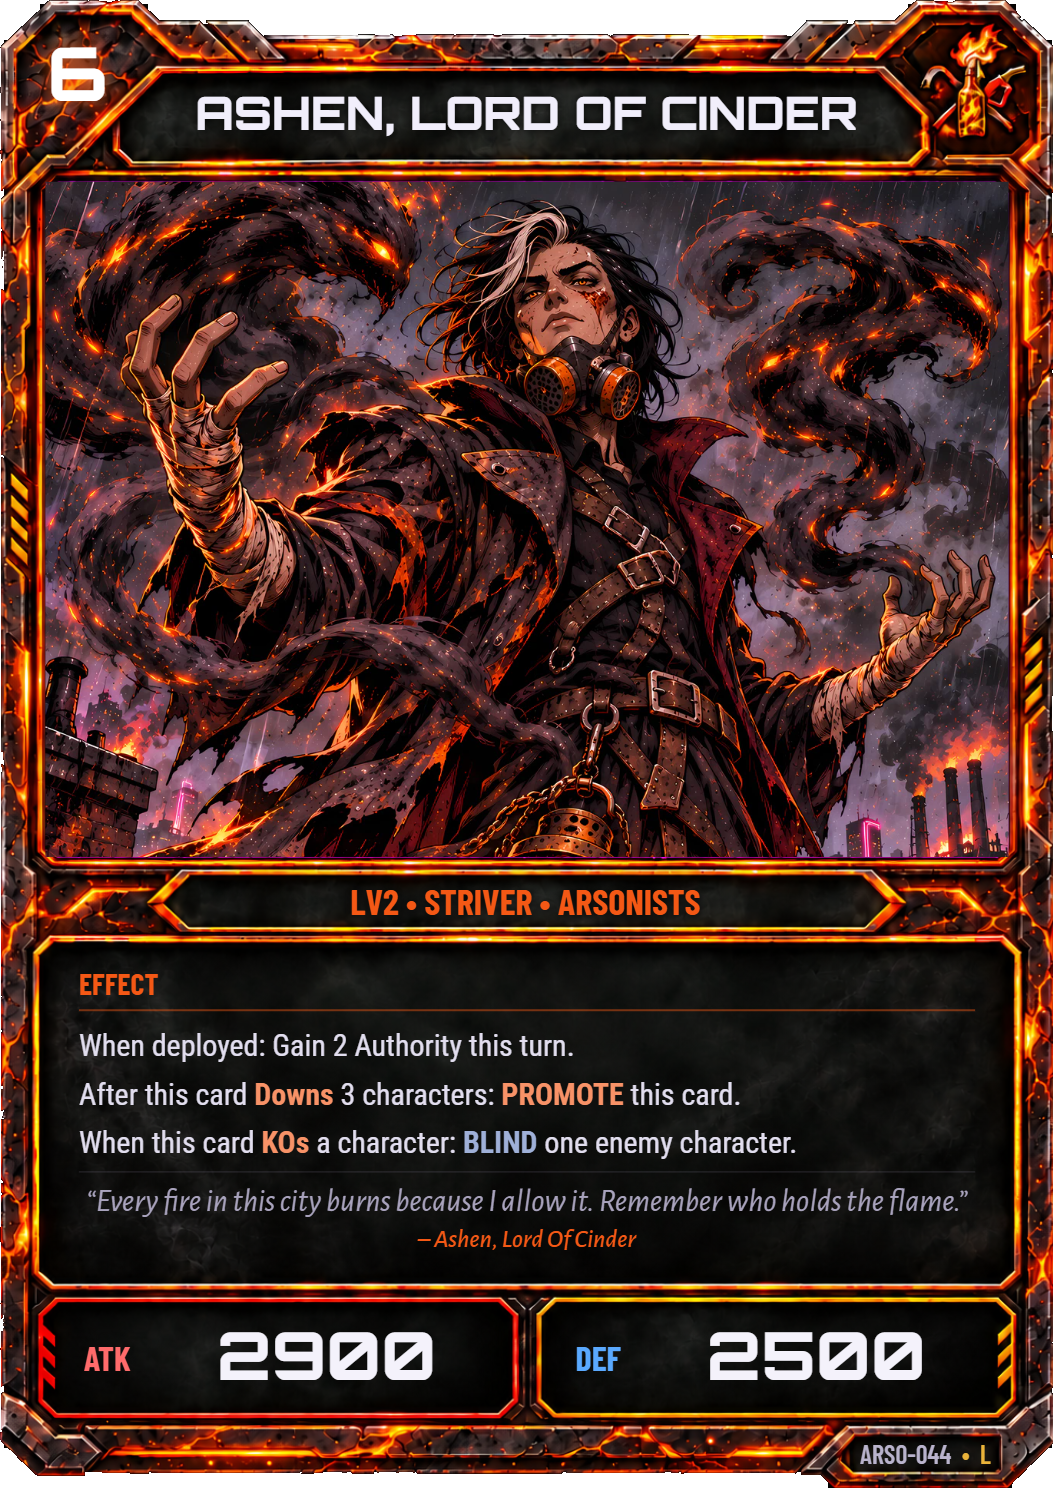 6
ASHEN, LORD OF CINDER
LV2 • STRIVER • ARSONISTS
EFFECT
When deployed: Gain 2 Authority this turn.
After this card Downs 3 characters: PROMOTE this card.
When this card KOs a character: BLIND one enemy character.
“Every fire in this city burns because I allow it. Remember who holds the flame.”
– Ashen, Lord Of Cinder
ATK 2900
DEF 2500
ARSO-044 • L